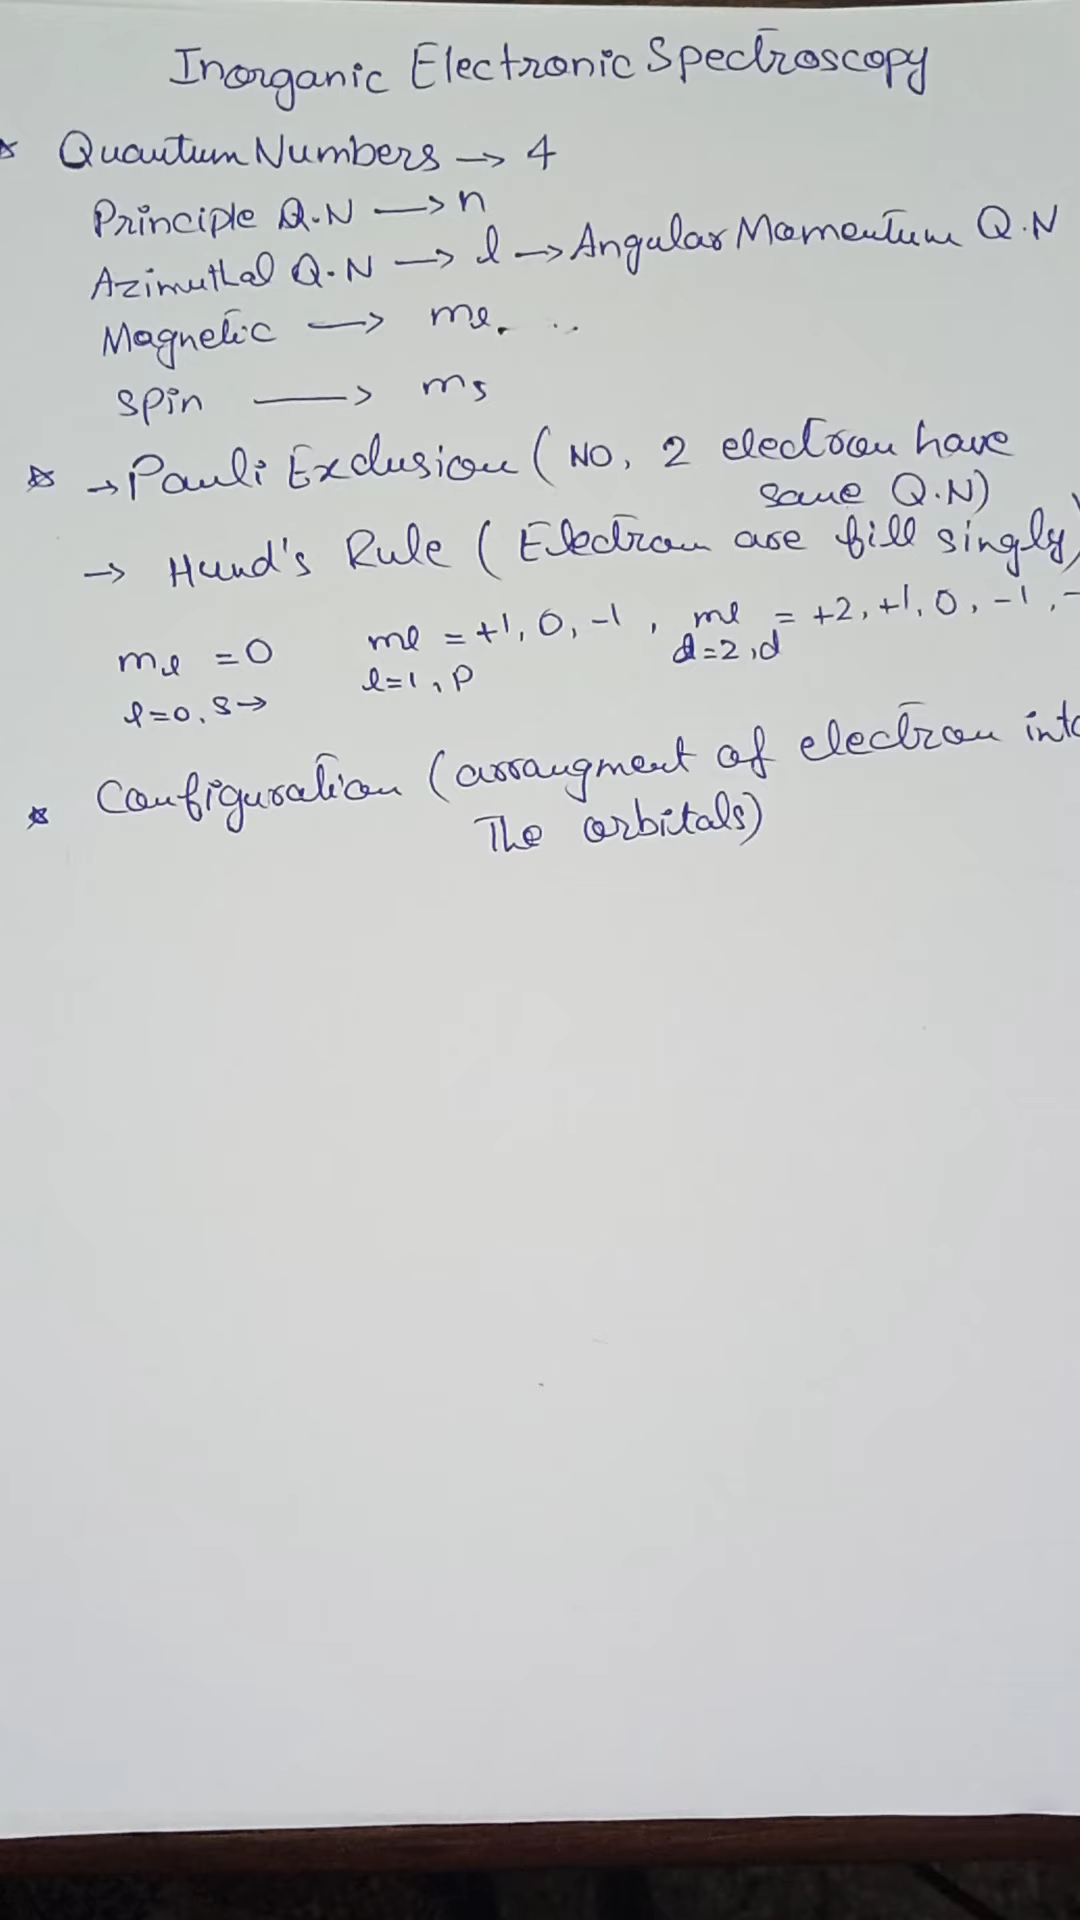 Inorganic Electronic Spectroscopy
Quantum Numbers → 4
Principle Q.N → n
Azimuthal Q.N → l → Angular Momentum Q.N
Magnetic → ml.
spin → ms
→ Pauli Exclusion (NO, 2 electron have
same Q.N)
→ Hund's Rule (Electron are fill singly)
ml = 0 ml = +1, 0, -1, ml = +2, +1, 0, -1, -
l=0, s→ l=1, p l=2, d
Configuration (arrangment of electron into
The orbitals)